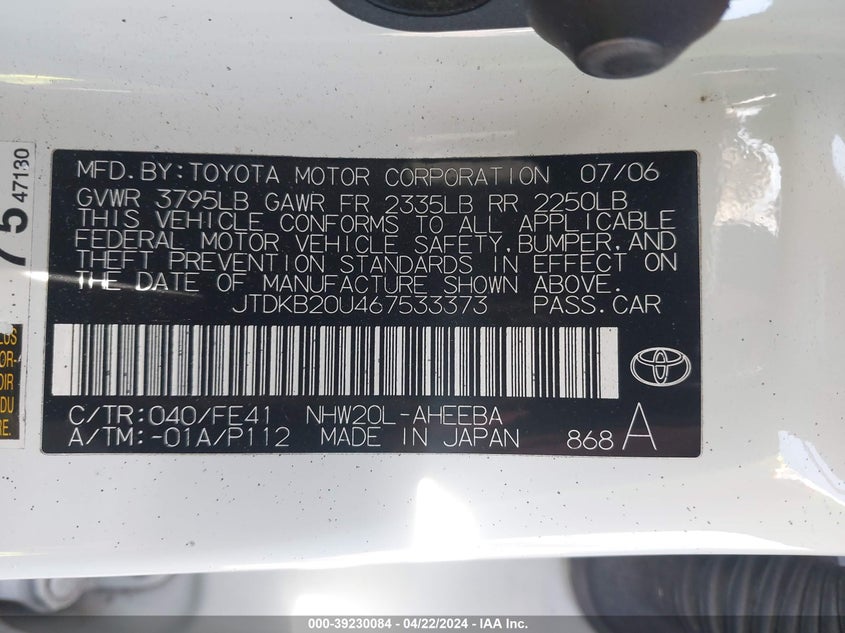 MFD.BY:TOYOTA MOTOR CORPORATION 07/06
GVWR 3795LB GAWR FR 2335LB RR 2250LB
THIS VEHICLE CONFORMS TO ALL APPLICABLE
FEDERAL MOTOR VEHICLE SAFETY,BUMPER,AND
THEFT PREVENTION STANDARDS IN EFFECT ON
THE DATE OF MANUFACTURE SHOWN ABOVE.
JTDKB20U467533373 PASS.CAR
C/TR:040/FE41 NHW20L-AHEEBA
A/TM:-01A/P112 MADE IN JAPAN 868 A
75 47130
000-39230084 - 04/22/2024 - IAA Inc.